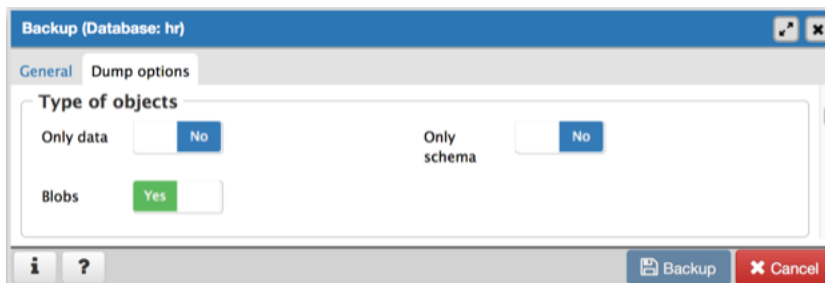 Backup (Database: hr)
General Dump options
Type of objects
Only data No Only schema No
Blobs Yes
i ? Backup Cancel